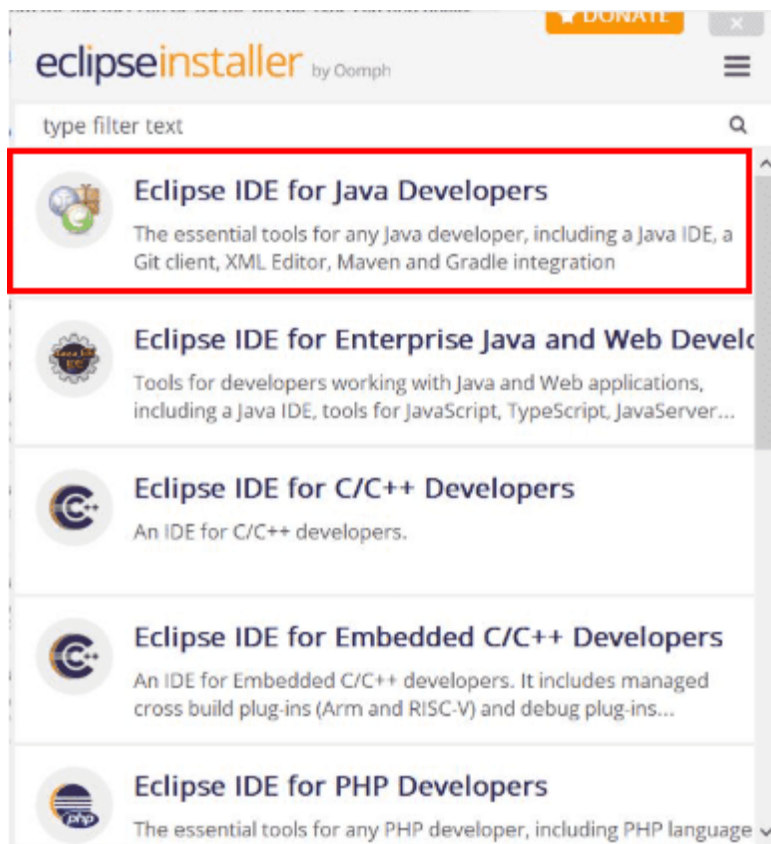 DONATE
eclipseinstaller by Oomph
type filter text
Eclipse IDE for Java Developers
The essential tools for any Java developer, including a Java IDE, a
Git client, XML Editor, Maven and Gradle integration
Eclipse IDE for Enterprise Java and Web Develo
Tools for developers working with Java and Web applications,
including a Java IDE, tools for JavaScript, TypeScript, JavaServer...
Eclipse IDE for C/C++ Developers
An IDE for C/C++ developers.
Eclipse IDE for Embedded C/C++ Developers
An IDE for Embedded C/C++ developers. It includes managed
cross build plug-ins (Arm and RISC-V) and debug plug-ins...
php
Eclipse IDE for PHP Developers
The essential tools for any PHP developer, including PHP language